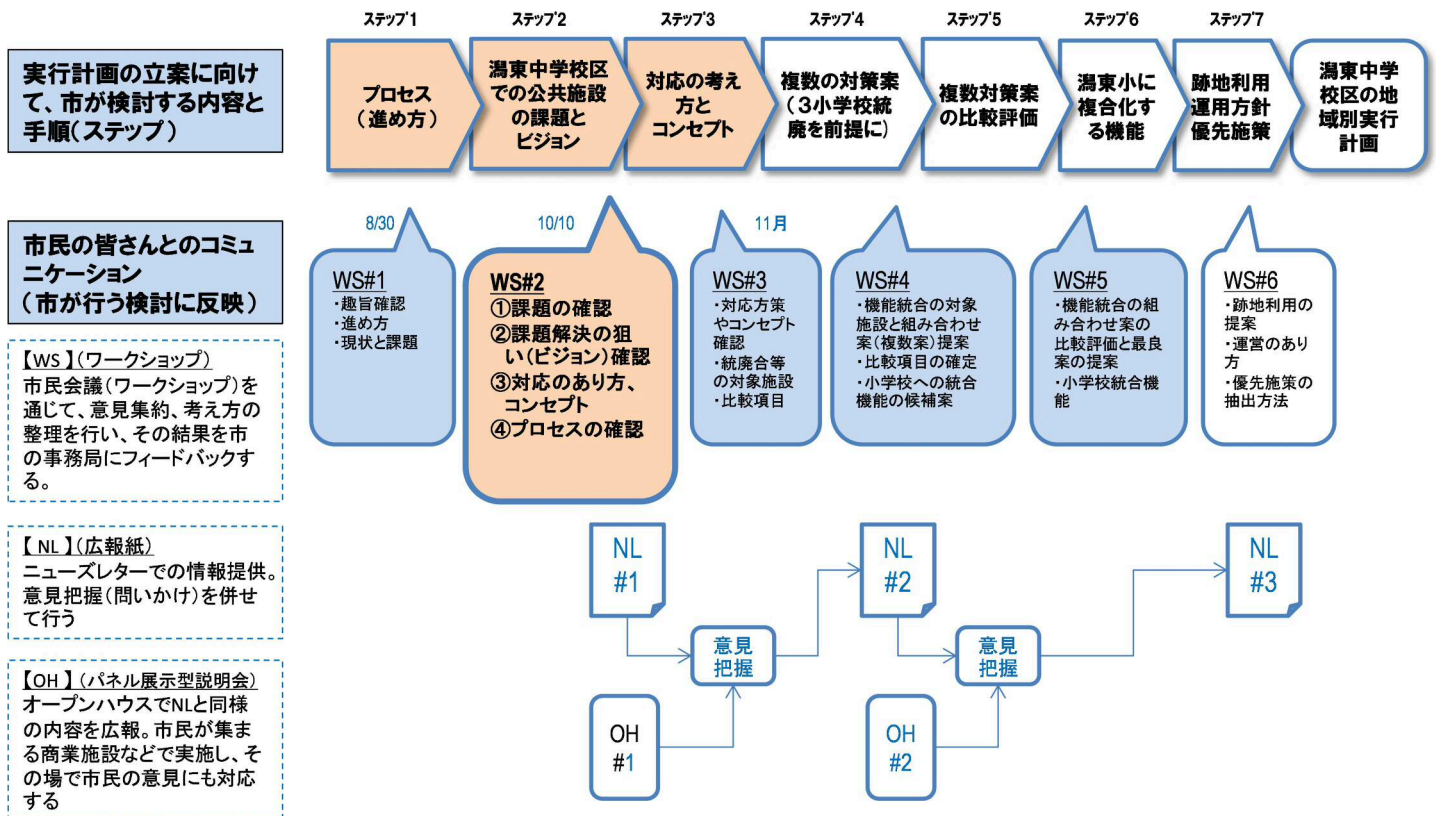 ステップ1
ステップ2
ステップ3
ステップ4
ステップ5
ステップ6
ステップ7
実行計画の立案に向け
て、市が検討する内容と
手順(ステップ)
プロセス
(進め方)
潟東中学校区
での公共施設
の課題と
ビジョン
対応の考え
方と
コンセプト
複数の対策案
(3小学校統
廃を前提に)
複数対策案
の比較評価
潟東小に
複合化す
る機能
跡地利用
運用方針
優先施策
潟東中学
校区の地
域別実行
計画
市民の皆さんとのコミュ
ニケーション
(市が行う検討に反映)
8/30
10/10
11月
WS#1
・趣旨確認
・進め方
・現状と課題
WS#2
①課題の確認
②課題解決の狙
い(ビジョン)確認
③対応のあり方、
コンセプト
④プロセスの確認
WS#3
・対応方策
やコンセプト
確認
・統廃合等
の対象施設
・比較項目
WS#4
・機能統合の対象
施設と組み合わせ
案(複数案)提案
・比較項目の確定
・小学校への統合
機能の候補案
WS#5
・機能統合の組
み合わせ案の
比較評価と最良
案の提案
・小学校統合機
能
WS#6
・跡地利用の
提案
・運営のあり
方
・優先施策の
抽出方法
【WS】(ワークショップ)
市民会議(ワークショップ)を
通じて、意見集約、考え方の
整理を行い、その結果を市
の事務局にフィードバックす
る。
【 NL 】(広報紙)
ニューズレターでの情報提供。
意見把握(問いかけ)を併せ
て行う
【OH 】(パネル展示型説明会)
オープンハウスでNLと同様
の内容を広報。市民が集ま
る商業施設などで実施し、そ
の場で市民の意見にも対応
する
NL
#1
NL
#2
NL
#3
意見
把握
意見
把握
OH
#1
OH
#2